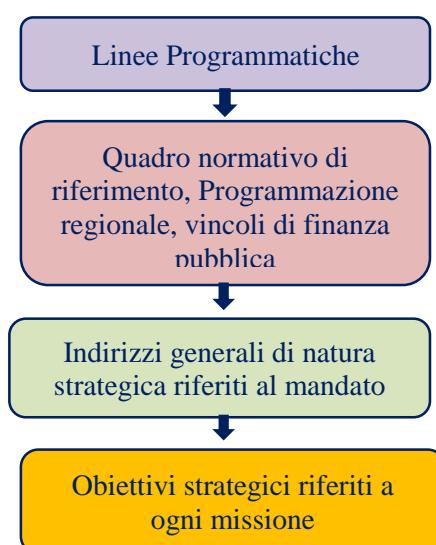 Linee Programmatiche
Quadro normativo di
riferimento, Programmazione
regionale, vincoli di finanza
pubblica
Indirizzi generali di natura
strategica riferiti al mandato
Obiettivi strategici riferiti a
ogni missione